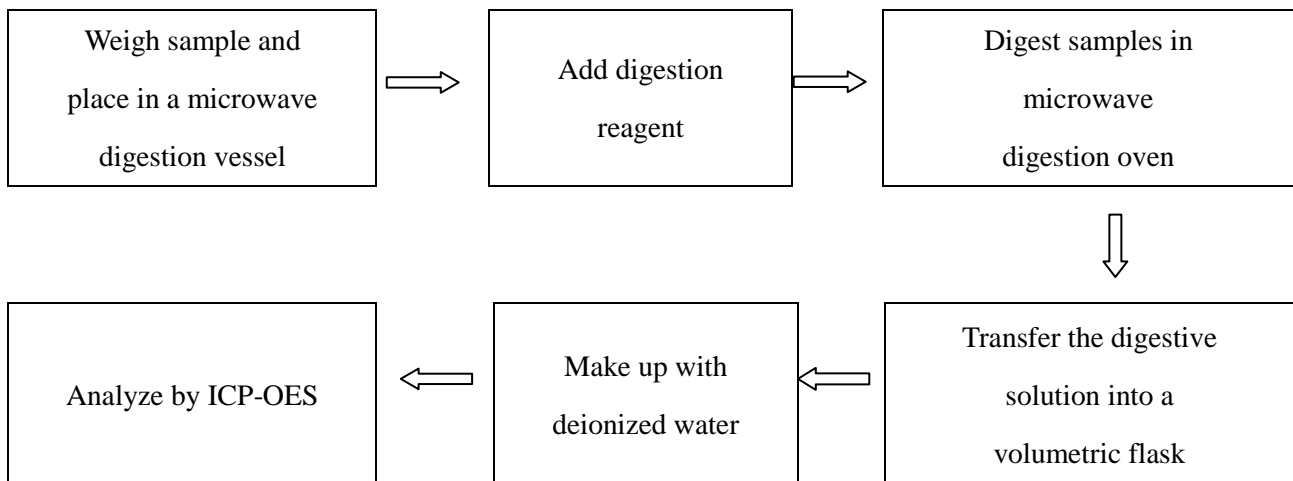 Weigh sample and
place in a microwave
digestion vessel
Add digestion
reagent
Digest samples in
microwave
digestion oven
Transfer the digestive
solution into a
volumetric flask
Make up with
deionized water
Analyze by ICP-OES